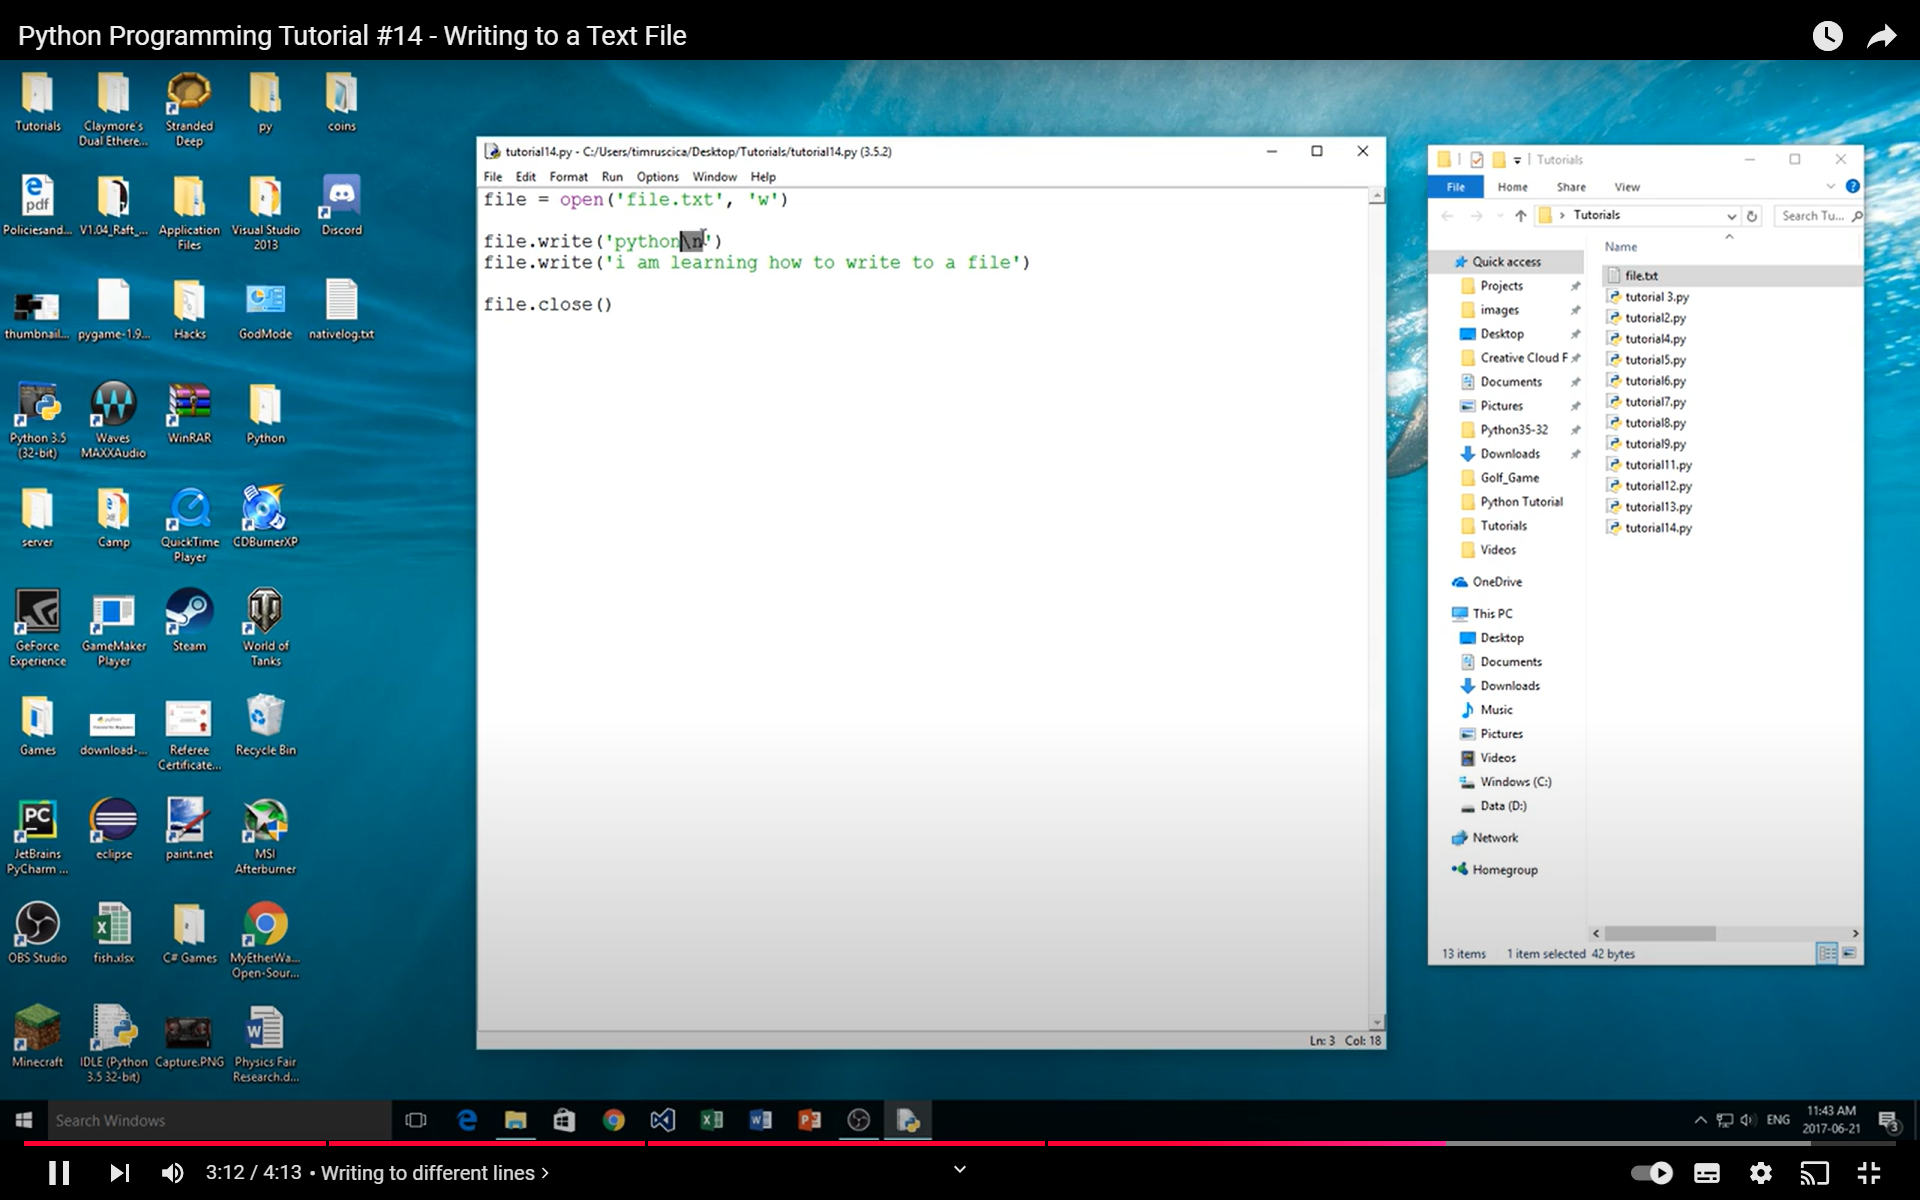 Python Programming Tutorial #14 - Writing to a Text File
Tutorials
Claymore's
Dual Ethere...
Stranded
Deep
py
coins
Policiesand...
V1.04_Raft_...
Application
Files
Visual Studio
2013
Discord
thumbnail...
pygame-1.9...
Hacks
GodMode
nativelog.txt
Python 3.5
(32-bit)
Waves
MAXXAudio
WinRAR
Python
server
Camp
QuickTime
Player
CDBurnerXP
GeForce
Experience
GameMaker
Player
Steam
World of
Tanks
Games
download-...
Referee
Certificate...
Recycle Bin
JetBrains
PyCharm ...
eclipse
paint.net
MSI
Afterburner
OBS Studio
fish.xlsx
C# Games
MyEtherWa...
Open-Sour...
Minecraft
IDLE (Python
3.5 32-bit)
Capture.PNG
Physics Fair
Research.d...
tutorial14.py - C:/Users/timruscica/Desktop/Tutorials/tutorial14.py (3.5.2)
File Edit Format Run Options Window Help
file = open('file.txt', 'w')
file.write('python\n')
file.write('i am learning how to write to a file')
file.close()
Ln: 3 Col: 18
Tutorials
File Home Share View
Tutorials
Search Tu...
Quick access
Projects
images
Desktop
Creative Cloud F
Documents
Pictures
Python35-32
Downloads
Golf_Game
Python Tutorial
Tutorials
Videos
OneDrive
This PC
Desktop
Documents
Downloads
Music
Pictures
Videos
Windows (C:)
Data (D:)
Network
Homegroup
Name
file.txt
tutorial 3.py
tutorial2.py
tutorial4.py
tutorial5.py
tutorial6.py
tutorial7.py
tutorial8.py
tutorial9.py
tutorial11.py
tutorial12.py
tutorial13.py
tutorial14.py
13 items 1 item selected 42 bytes
Search Windows
ENG
11:43 AM
2017-06-21
3
3:12 / 4:13 • Writing to different lines